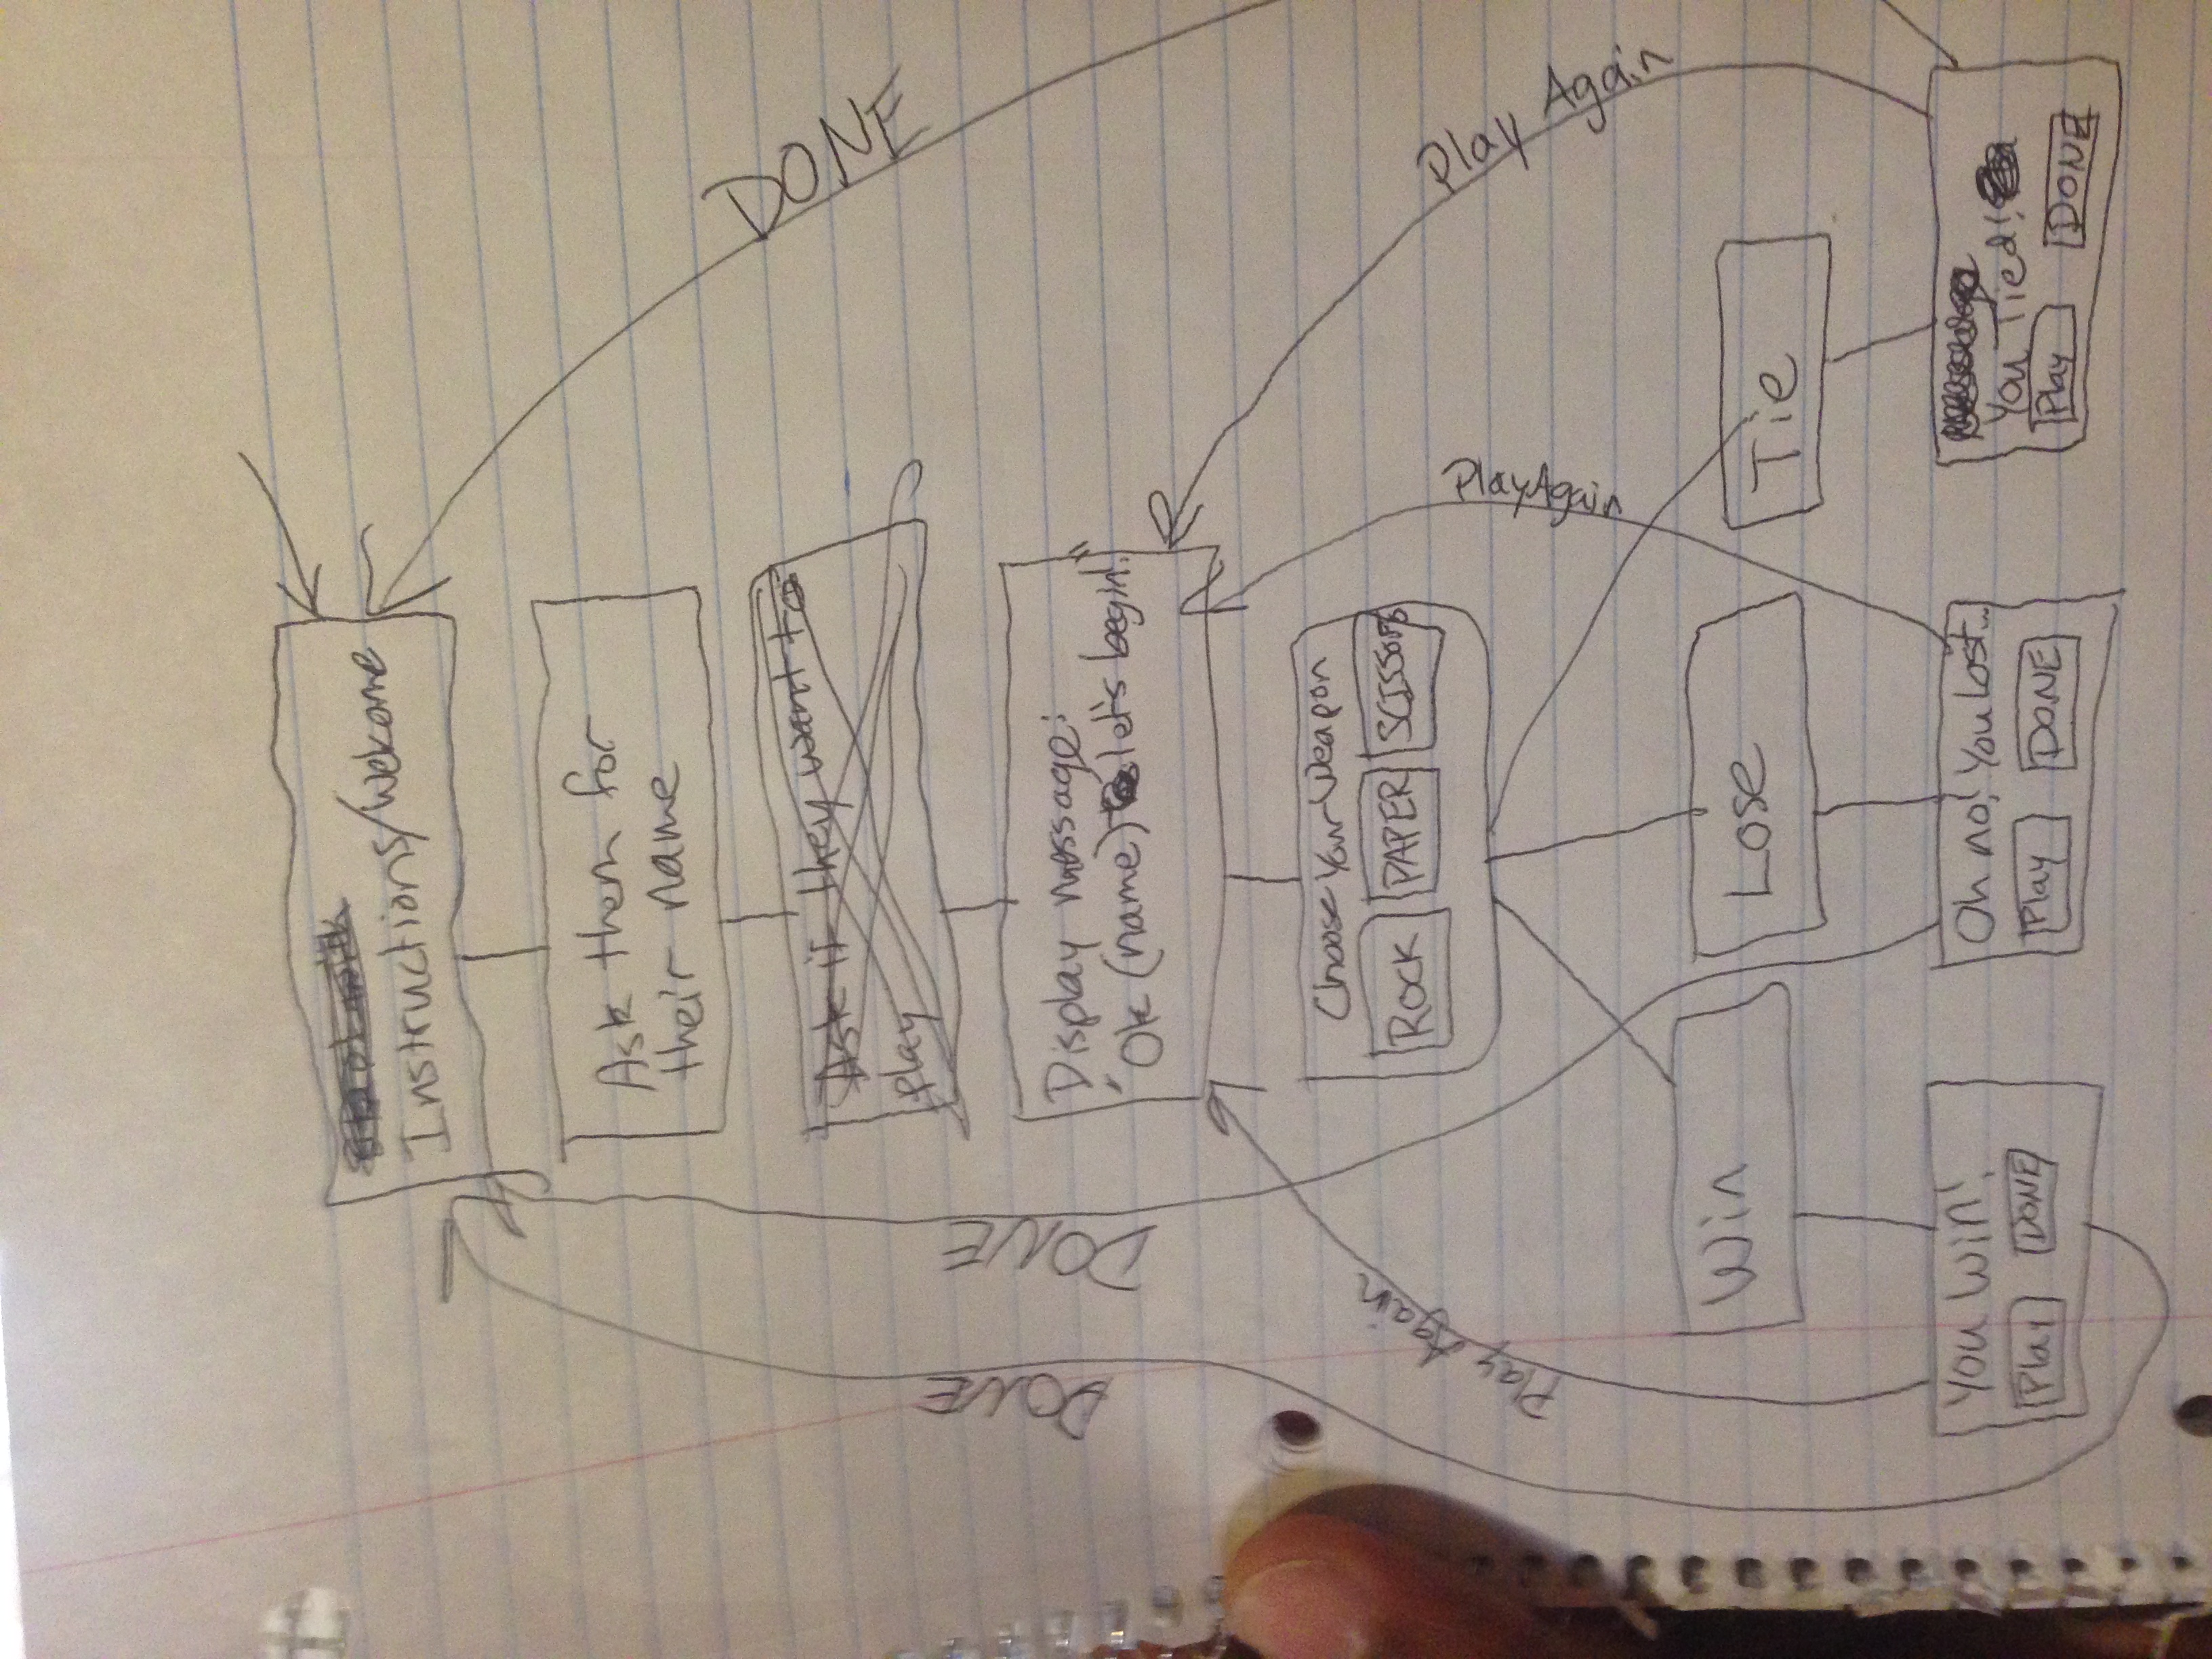 Instructions/Welcome
Ask them for
their name
Ask if they want to
play
Display message:
"Ok (name) let's begin!"
Choose Your Weapon
ROCK PAPER SCISSORS
Win
Lose
Tie
You Win!
Play DONE
Oh no! You Lost...
Play DONE
You Tied!
Play DONE
DONE
DONE
DONE
Play Again
Play Again
Play Again